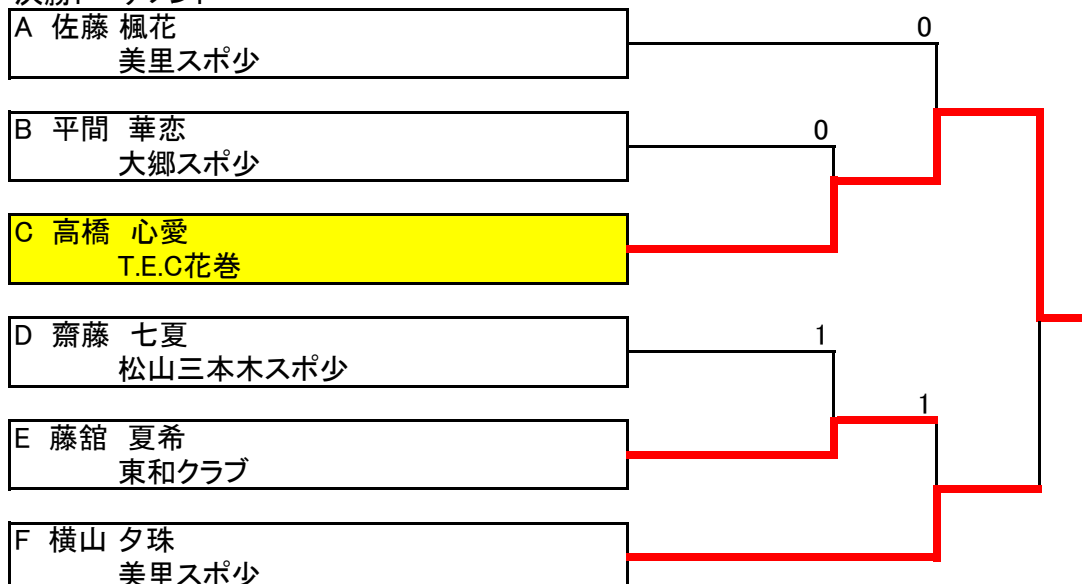 A 佐藤 楓花
0
美里スポ少
B 平間 華恋
0
大郷スポ少
C 高橋 心愛
T.E.C花巻
D 齋藤 七夏
1
松山三本木スポ少
1
E 藤舘 夏希
東和クラブ
F 横山 夕珠
美里スポ少